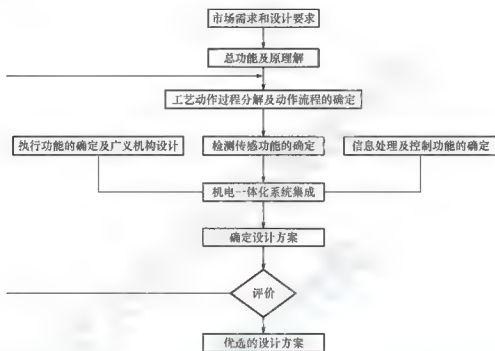 市场需求和设计要求
总功能及原理解
工艺动作过程分解及动作流程的确定
执行功能的确定及广义机构设计
检测传感功能的确定
信息处理及控制功能的确定
机电一体化系统集成
确定设计方案
评价
优选的设计方案